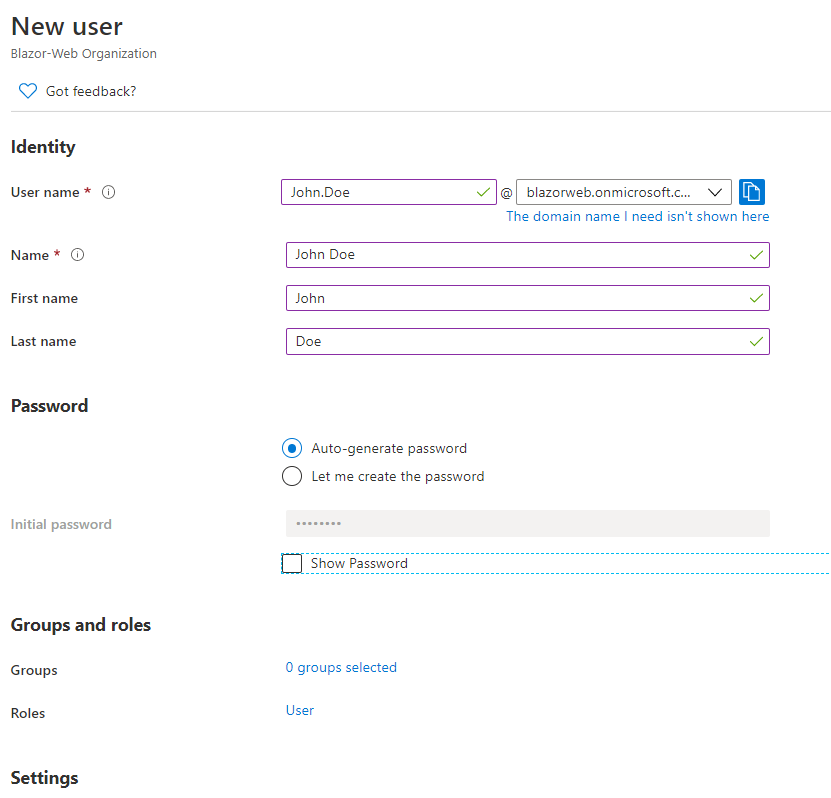 New user
Blazor-Web Organization
Got feedback?
Identity
User name * John.Doe @ blazorweb.onmicrosoft.c...
The domain name I need isn't shown here
Name * John Doe
First name John
Last name Doe
Password
Auto-generate password
Let me create the password
Initial password ••••••••
Show Password
Groups and roles
Groups 0 groups selected
Roles User
Settings